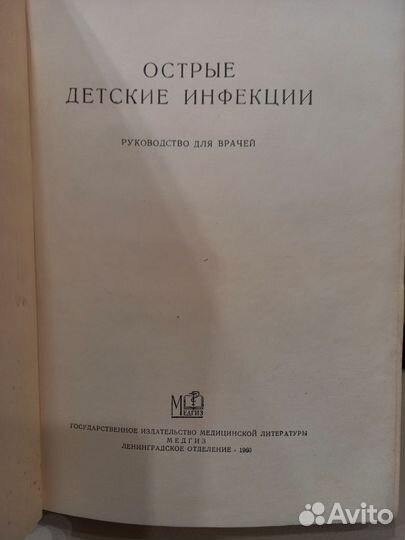 ОСТРЫЕ
ДЕТСКИЕ ИНФЕКЦИИ
РУКОВОДСТВО ДЛЯ ВРАЧЕЙ
МЕДГИЗ
ГОСУДАРСТВЕННОЕ ИЗДАТЕЛЬСТВО МЕДИЦИНСКОЙ ЛИТЕРАТУРЫ
МЕДГИЗ
ЛЕНИНГРАДСКОЕ ОТДЕЛЕНИЕ · 1960
Avito